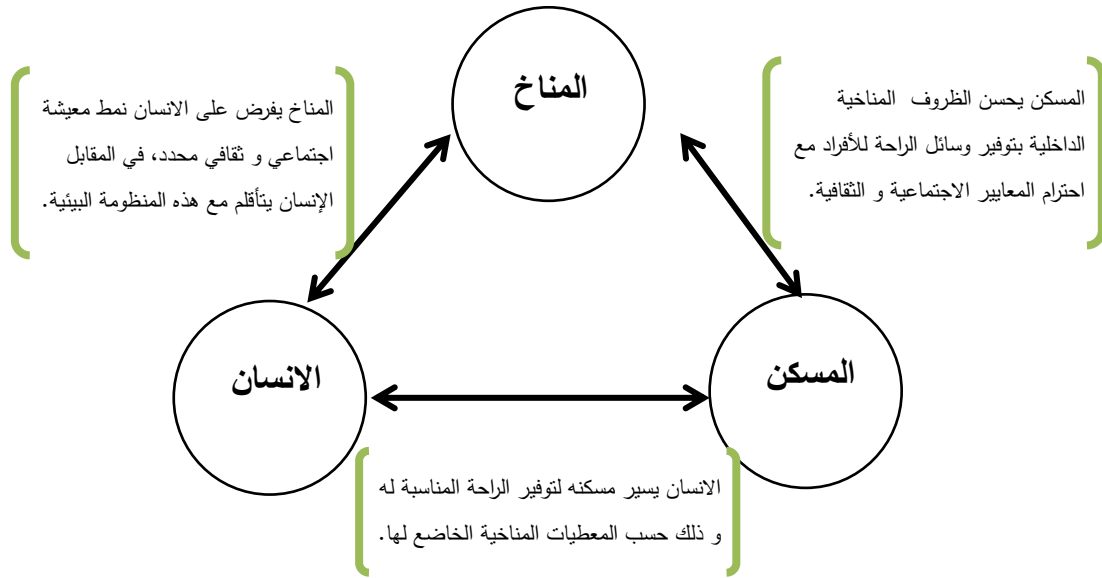 المناخ
المسكن يحسن الظروف المناخية
الداخلية بتوفير وسائل الراحة للأفراد مع
احترام المعايير الاجتماعية و الثقافية.
المناخ يفرض على الانسان نمط معيشة
اجتماعي و ثقافي محدد، في المقابل
الإنسان يتأقلم مع هذه المنظومة البيئية.
المسكن
الانسان
الانسان يسير مسكنه لتوفير الراحة المناسبة له
و ذلك حسب المعطيات المناخية الخاضع لها.